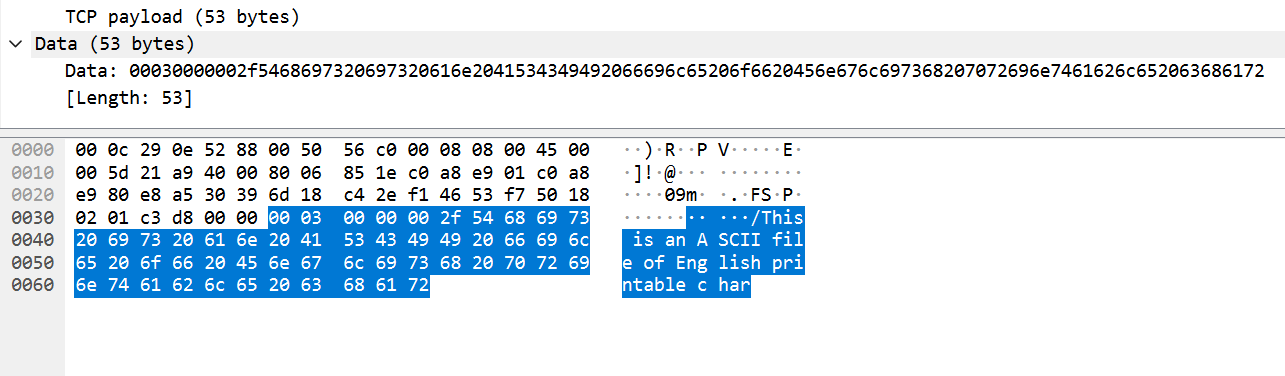 TCP payload (53 bytes)
Data (53 bytes)
Data: 00030000002f5468697320697320616e2041534349492066696c65206f6620456e676c697368207072696e7461626c652063686172
[Length: 53]
0000 00 0c 29 0e 52 88 00 50 56 c0 00 08 08 00 45 00 ··)·R··P V·····E·
0010 00 5d 21 a9 40 00 80 06 85 1e c0 a8 e9 01 c0 a8 ·]!·@··· ········
0020 e9 80 e8 a5 30 39 6d 18 c4 2e f1 46 53 f7 50 18 ····09m· ·.·FS·P·
0030 02 01 c3 d8 00 00 00 03 00 00 00 2f 54 68 69 73 ········ ···/This
0040 20 69 73 20 61 6e 20 41 53 43 49 49 20 66 69 6c is an A SCII fil
0050 65 20 6f 66 20 45 6e 67 6c 69 73 68 20 70 72 69 e of Eng lish pri
0060 6e 74 61 62 6c 65 20 63 68 61 72 ntable c har